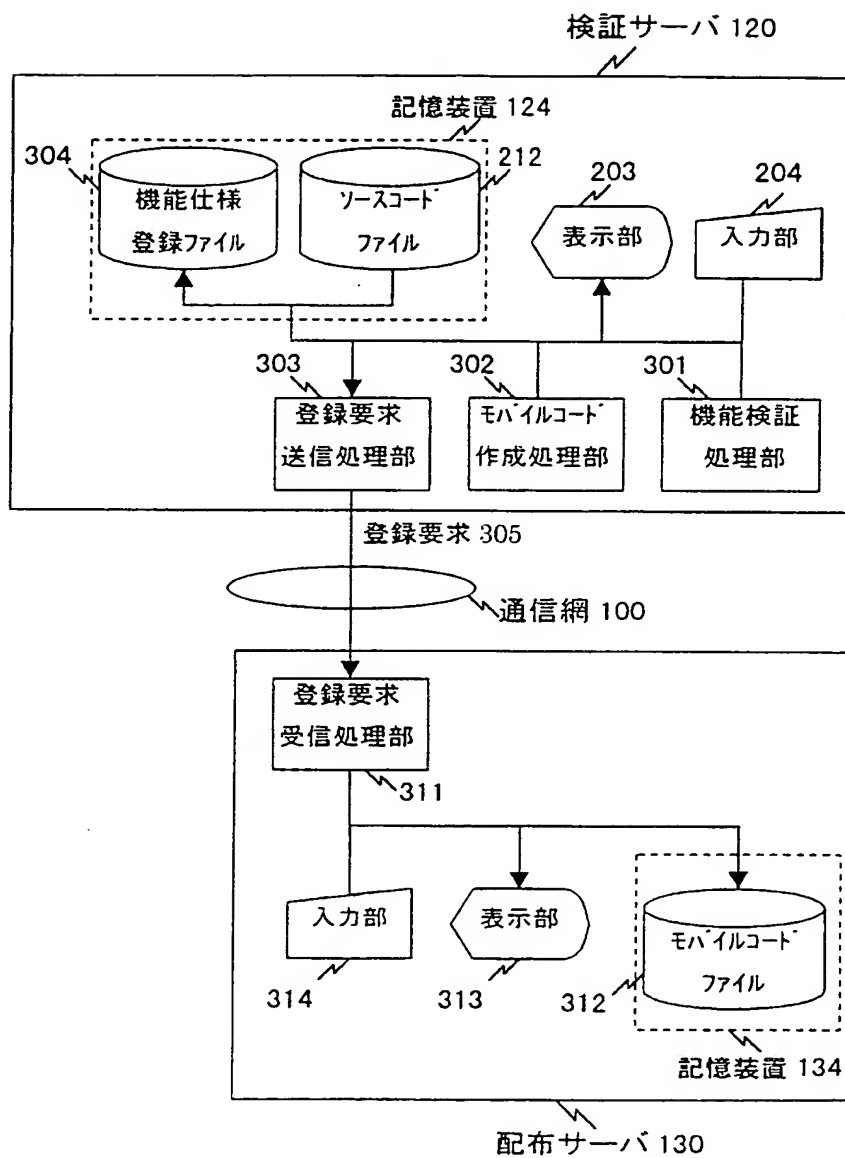 検証サーバ 120
記憶装置 124
304
機能仕様
登録ファイル
ソースコード
ファイル
212
203
表示部
204
入力部
303
登録要求
送信処理部
302
モバイルコード
作成処理部
301
機能検証
処理部
登録要求 305
通信網 100
登録要求
受信処理部
311
入力部
314
表示部
313
モバイルコード
ファイル
312
記憶装置 134
配布サーバ 130